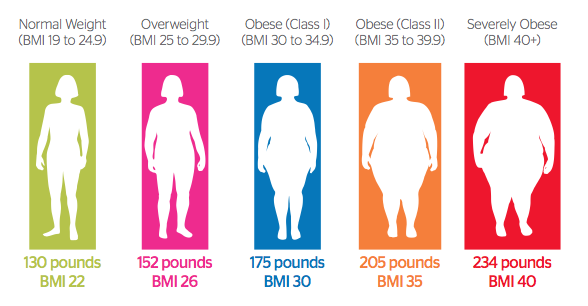 Normal Weight
(BMI 19 to 24.9)
Overweight
(BMI 25 to 29.9)
Obese (Class I)
(BMI 30 to 34.9)
Obese (Class II)
(BMI 35 to 39.9)
Severely Obese
(BMI 40+)
130 pounds
BMI 22
152 pounds
BMI 26
175 pounds
BMI 30
205 pounds
BMI 35
234 pounds
BMI 40